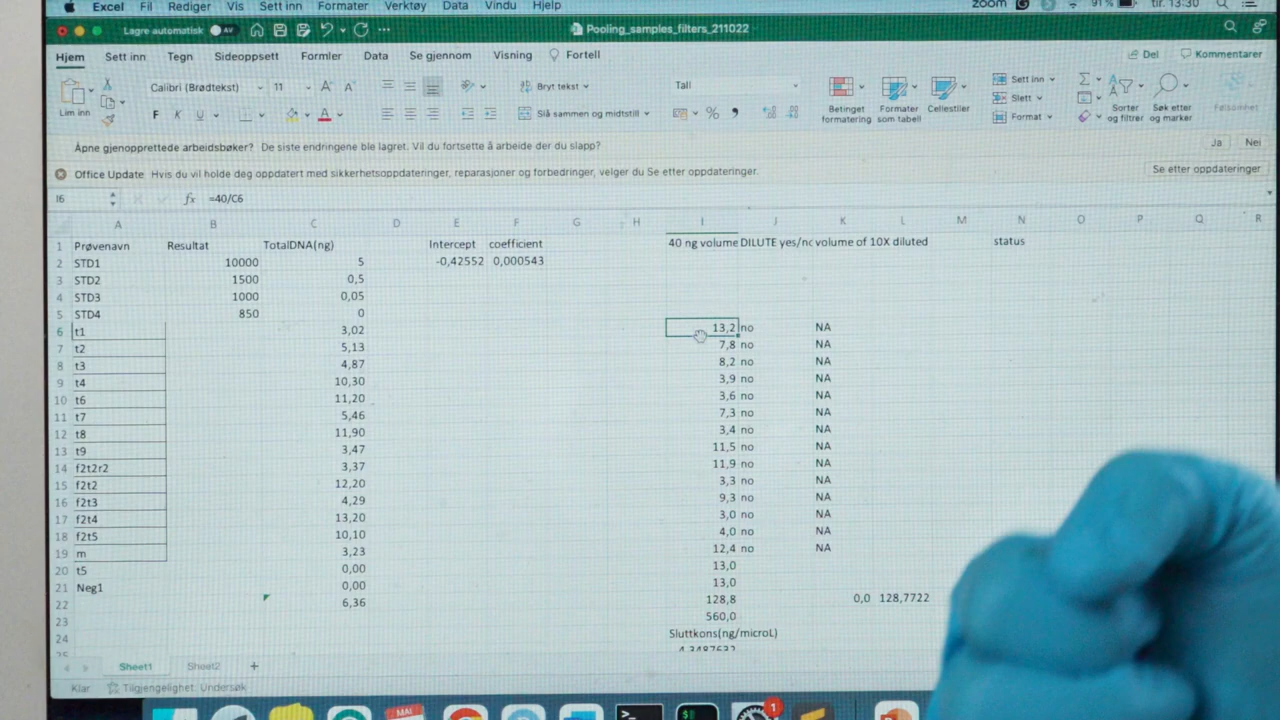 Excel Fil Rediger Vis Sett inn Formater Verktøy Data Vindu Hjelp zoom 91 % tir. 13:30
Lagre automatisk AV Pooling_samples_filters_211022
Hjem Sett inn Tegn Sideoppsett Formler Data Se gjennom Visning Fortell Del Kommentarer
Lim inn Calibri (Brødtekst) 11 Bryt tekst Tall Sett inn
F K U Slå sammen og midtstill Betinget formatering Formater som tabell Cellestiler Slett Format Sorter og filtrer Søk etter og marker Følsomhet
Åpne gjenopprettede arbeidsbøker? De siste endringene ble lagret. Vil du fortsette å arbeide der du slapp? Ja Nei
Office Update Hvis du vil holde deg oppdatert med sikkerhetsoppdateringer, reparasjoner og forbedringer, velger du Se etter oppdateringer. Se etter oppdateringer
I6 fx =40/C6
A B C D E F G H I J K L M N O P Q R
1 Prøvenavn Resultat TotalDNA(ng) Intercept coefficient 40 ng volume DILUTE yes/nc volume of 10X diluted status
2 STD1 10000 5 -0,42552 0,000543
3 STD2 1500 0,5
4 STD3 1000 0,05
5 STD4 850 0
6 t1 3,02 13,2 no NA
7 t2 5,13 7,8 no NA
8 t3 4,87 8,2 no NA
9 t4 10,30 3,9 no NA
10 t6 11,20 3,6 no NA
11 t7 5,46 7,3 no NA
12 t8 11,90 3,4 no NA
13 t9 3,47 11,5 no NA
14 f2t2r2 3,37 11,9 no NA
15 f2t2 12,20 3,3 no NA
16 f2t3 4,29 9,3 no NA
17 f2t4 13,20 3,0 no NA
18 f2t5 10,10 4,0 no NA
19 m 3,23 12,4 no NA
20 t5 0,00 13,0
21 Neg1 0,00 13,0
22 6,36 128,8 0,0 128,7722
23 560,0
24 Sluttkons(ng/microL)
Sheet1 Sheet2 +
Klar Tilgjengelighet: Undersøk
MAI 1